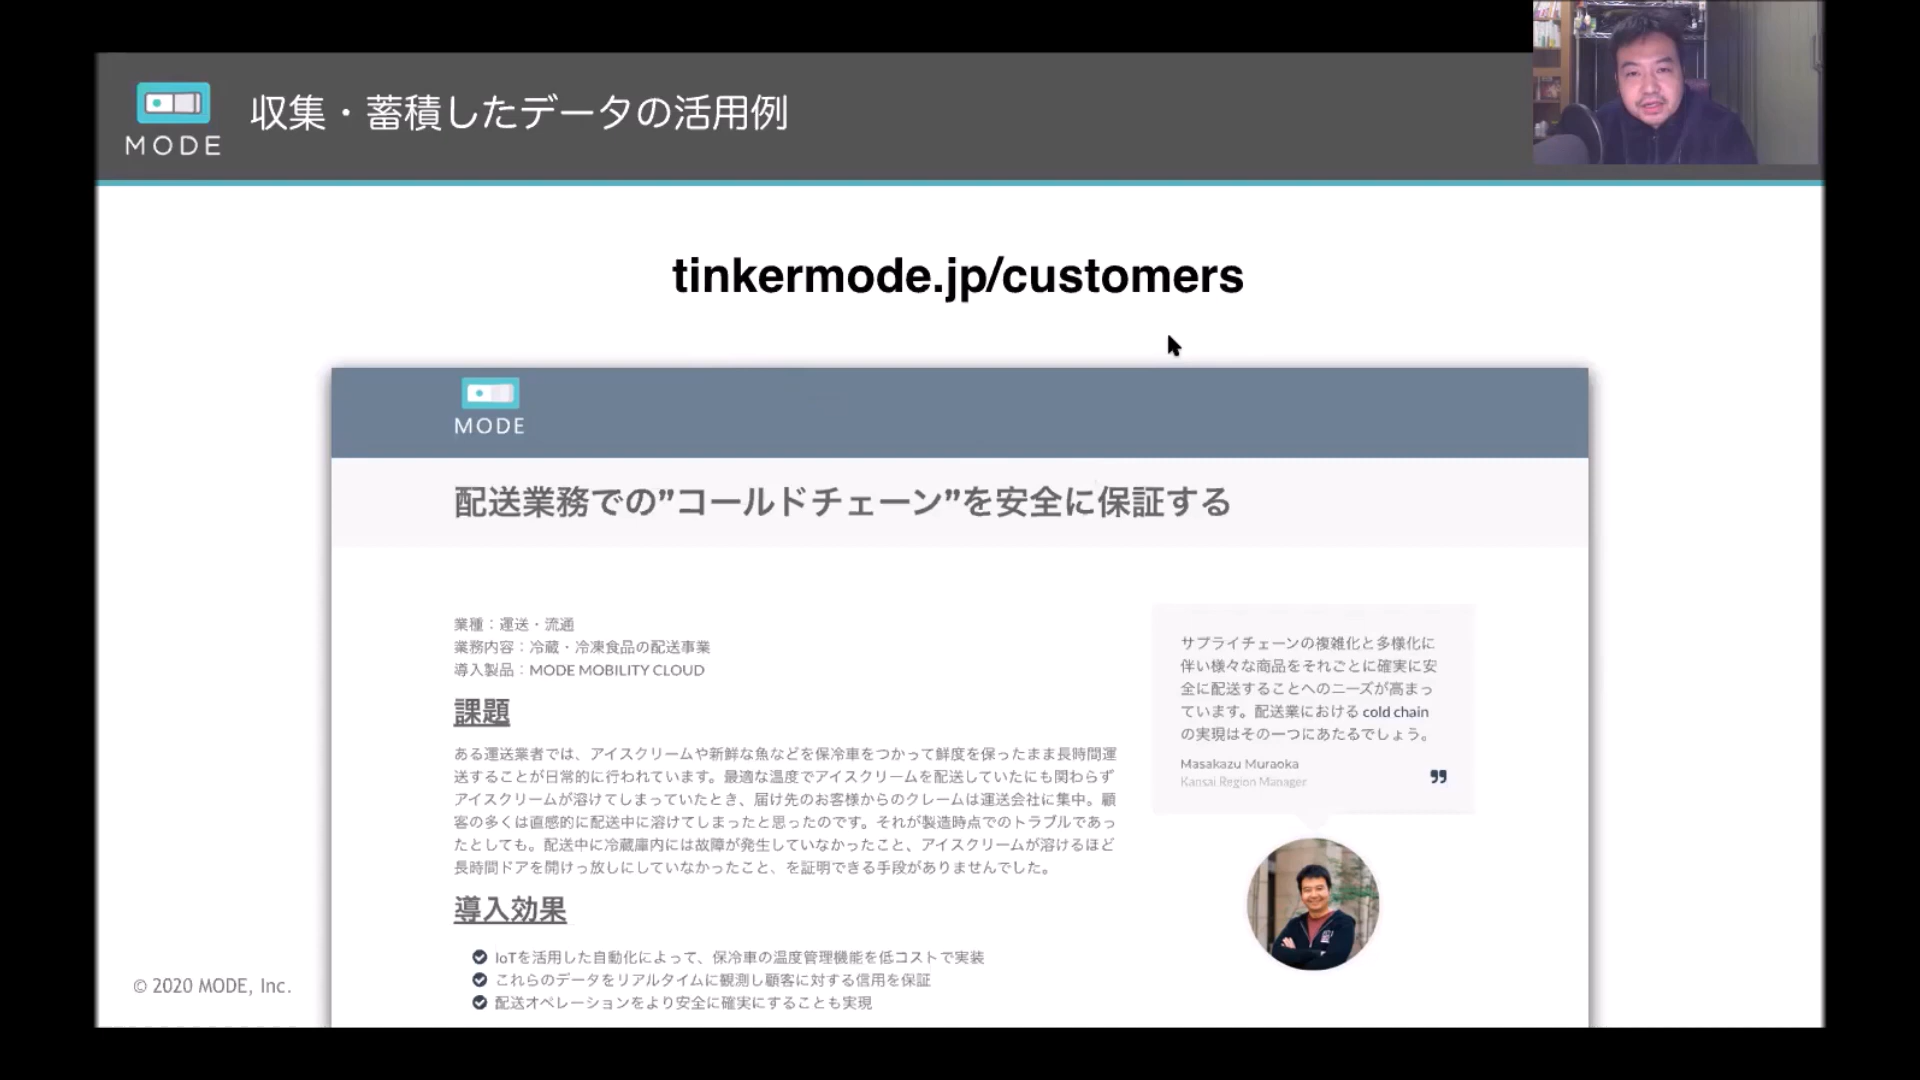 MODE
収集・蓄積したデータの活用例
tinkermode.jp/customers
MODE
配送業務での”コールドチェーン”を安全に保証する
業種：運送・流通
業務内容：冷蔵・冷凍食品の配送事業
導入製品：MODE MOBILITY CLOUD
課題
ある運送業者では、アイスクリームや新鮮な魚などを保冷車をつかって鮮度を保ったまま長時間運
送することが日常的に行われています。最適な温度でアイスクリームを配送していたにも関わらず
アイスクリームが溶けてしまっていたとき、届け先のお客様からのクレームは運送会社に集中。顧
客の多くは直感的に配送中に溶けてしまったと思ったのです。それが製造時点でのトラブルであっ
たとしても。配送中に冷蔵庫内には故障が発生していなかったこと、アイスクリームが溶けるほど
長時間ドアを開けっ放しにしていなかったこと、を証明できる手段がありませんでした。
導入効果
IoTを活用した自動化によって、保冷車の温度管理機能を低コストで実装
これらのデータをリアルタイムに観測し顧客に対する信用を保証
配送オペレーションをより安全に確実にすることも実現
サプライチェーンの複雑化と多様化に
伴い様々な商品をそれごとに確実に安
全に配送することへのニーズが高まっ
ています。配送業における cold chain
の実現はその一つにあたるでしょう。
Masakazu Muraoka
Kansai Region Manager
”
© 2020 MODE, Inc.